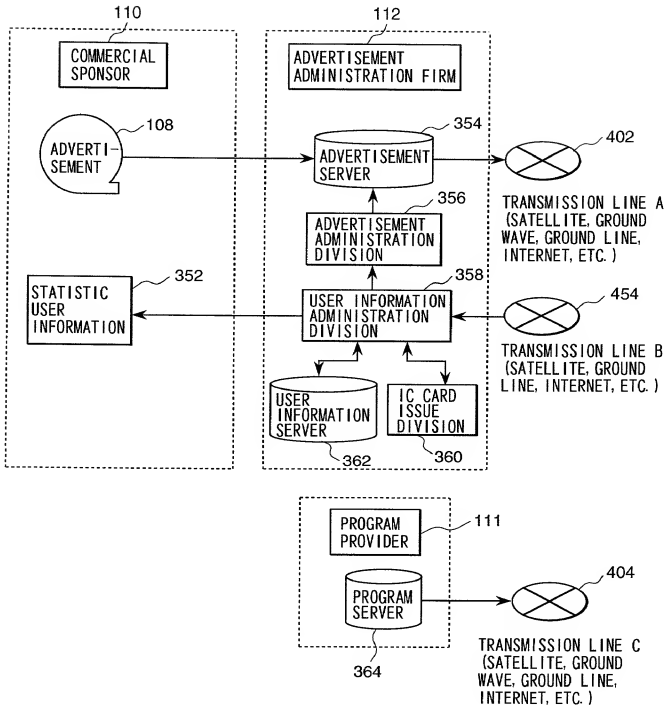 110
COMMERCIAL
SPONSOR
112
ADVERTISEMENT
ADMINISTRATION FIRM
108
ADVERTI-
SEMENT
354
ADVERTISEMENT
SERVER
402
TRANSMISSION LINE A
(SATELLITE, GROUND
WAVE, GROUND LINE,
INTERNET, ETC.)
356
ADVERTISEMENT
ADMINISTRATION
DIVISION
352
STATISTIC
USER
INFORMATION
358
USER INFORMATION
ADMINISTRATION
DIVISION
454
TRANSMISSION LINE B
(SATELLITE, GROUND
LINE, INTERNET, ETC.)
USER
INFORMATION
SERVER
362
IC CARD
ISSUE
DIVISION
360
PROGRAM
PROVIDER
111
PROGRAM
SERVER
364
404
TRANSMISSION LINE C
(SATELLITE, GROUND
WAVE, GROUND LINE,
INTERNET, ETC.)